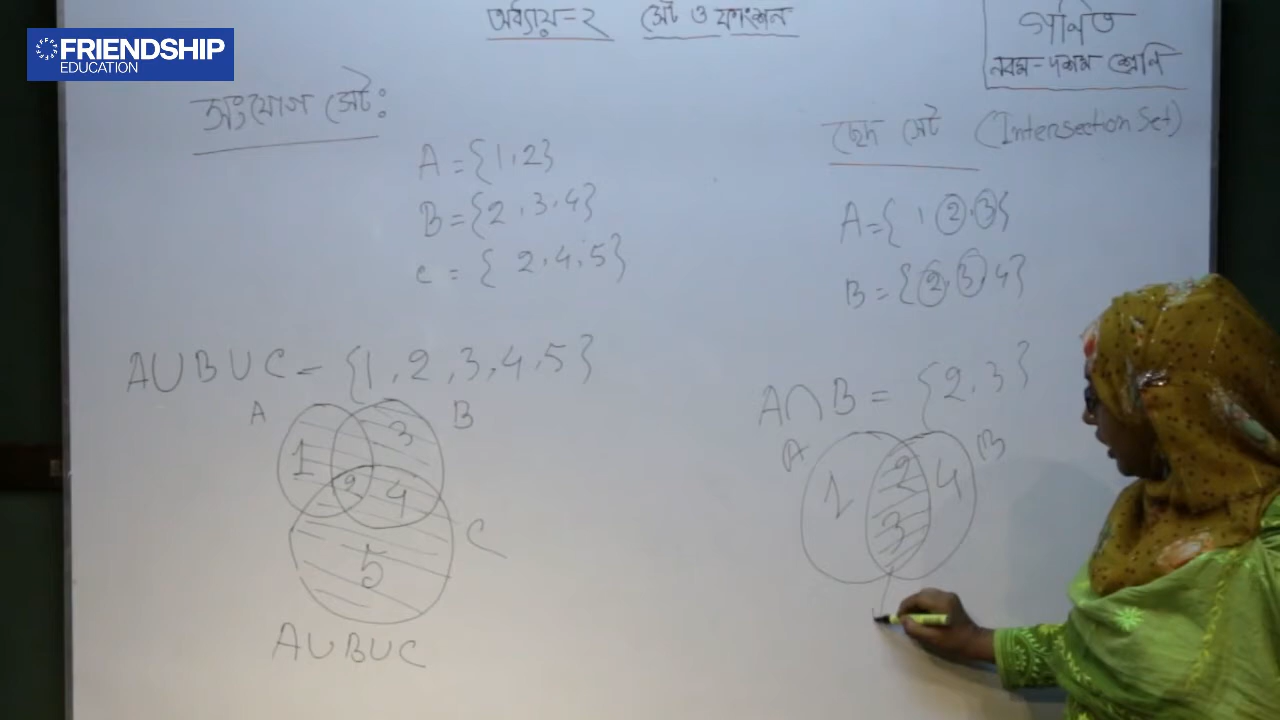 FRIENDSHIP
EDUCATION
অধ্যায়-২ সেট ও ফাংশন
গণিত
নবম-দশম শ্রেণি
সংযোগ সেট:
A = {1, 2}
B = {2, 3, 4}
C = {2, 4, 5}
A∪B∪C = {1, 2, 3, 4, 5}
A
B
1
3
2
4
C
5
A∪B∪C
ছেদ সেট (Intersection Set)
A = {1, 2, 3}
B = {2, 3, 4}
A∩B = {2, 3}
A
B
1
2
4
3